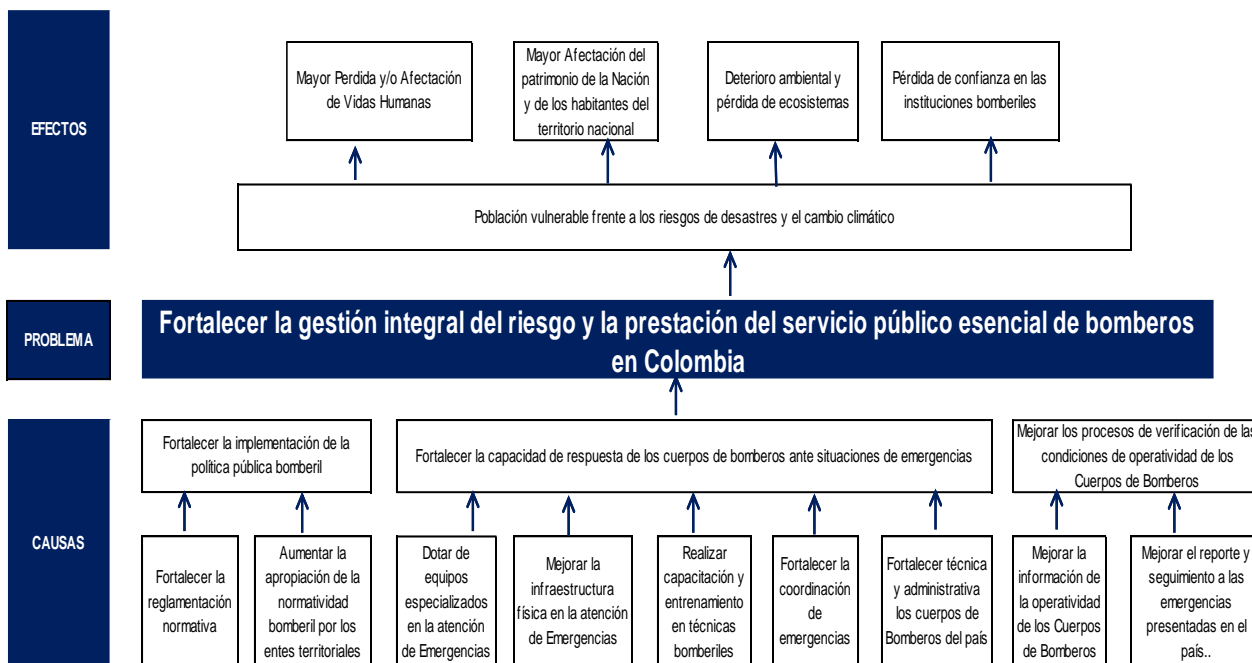 EFECTOS
Mayor Perdida y/o Afectación
de Vidas Humanas
Mayor Afectación del
patrimonio de la Nación
y de los habitantes del
territorio nacional
Deterioro ambiental y
pérdida de ecosistemas
Pérdida de confianza en las
instituciones bomberiles
Población vulnerable frente a los riesgos de desastres y el cambio climático
PROBLEMA
Fortalecer la gestión integral del riesgo y la prestación del servicio público esencial de bomberos
en Colombia
CAUSAS
Fortalecer la implementación de la
política pública bomberil
Fortalecer la capacidad de respuesta de los cuerpos de bomberos ante situaciones de emergencias
Mejorar los procesos de verificación de las
condiciones de operatividad de los
Cuerpos de Bomberos
Fortalecer la
reglamentación
normativa
Aumentar la
apropiación de la
normatividad
bomberil por los
entes territoriales
Dotar de
equipos
especializados
en la atención
de Emergencias
Mejorar la
infraestructura
física en la atención
de Emergencias
Realizar
capacitación y
entrenamiento
en técnicas
bomberiles
Fortalecer la
coordinación
de
emergencias
Fortalecer técnica
y administrativa
los cuerpos de
Bomberos del país
Mejorar la
información de
la operatividad
de los Cuerpos
de Bomberos
Mejorar el reporte y
seguimiento a las
emergencias
presentadas en el
país..